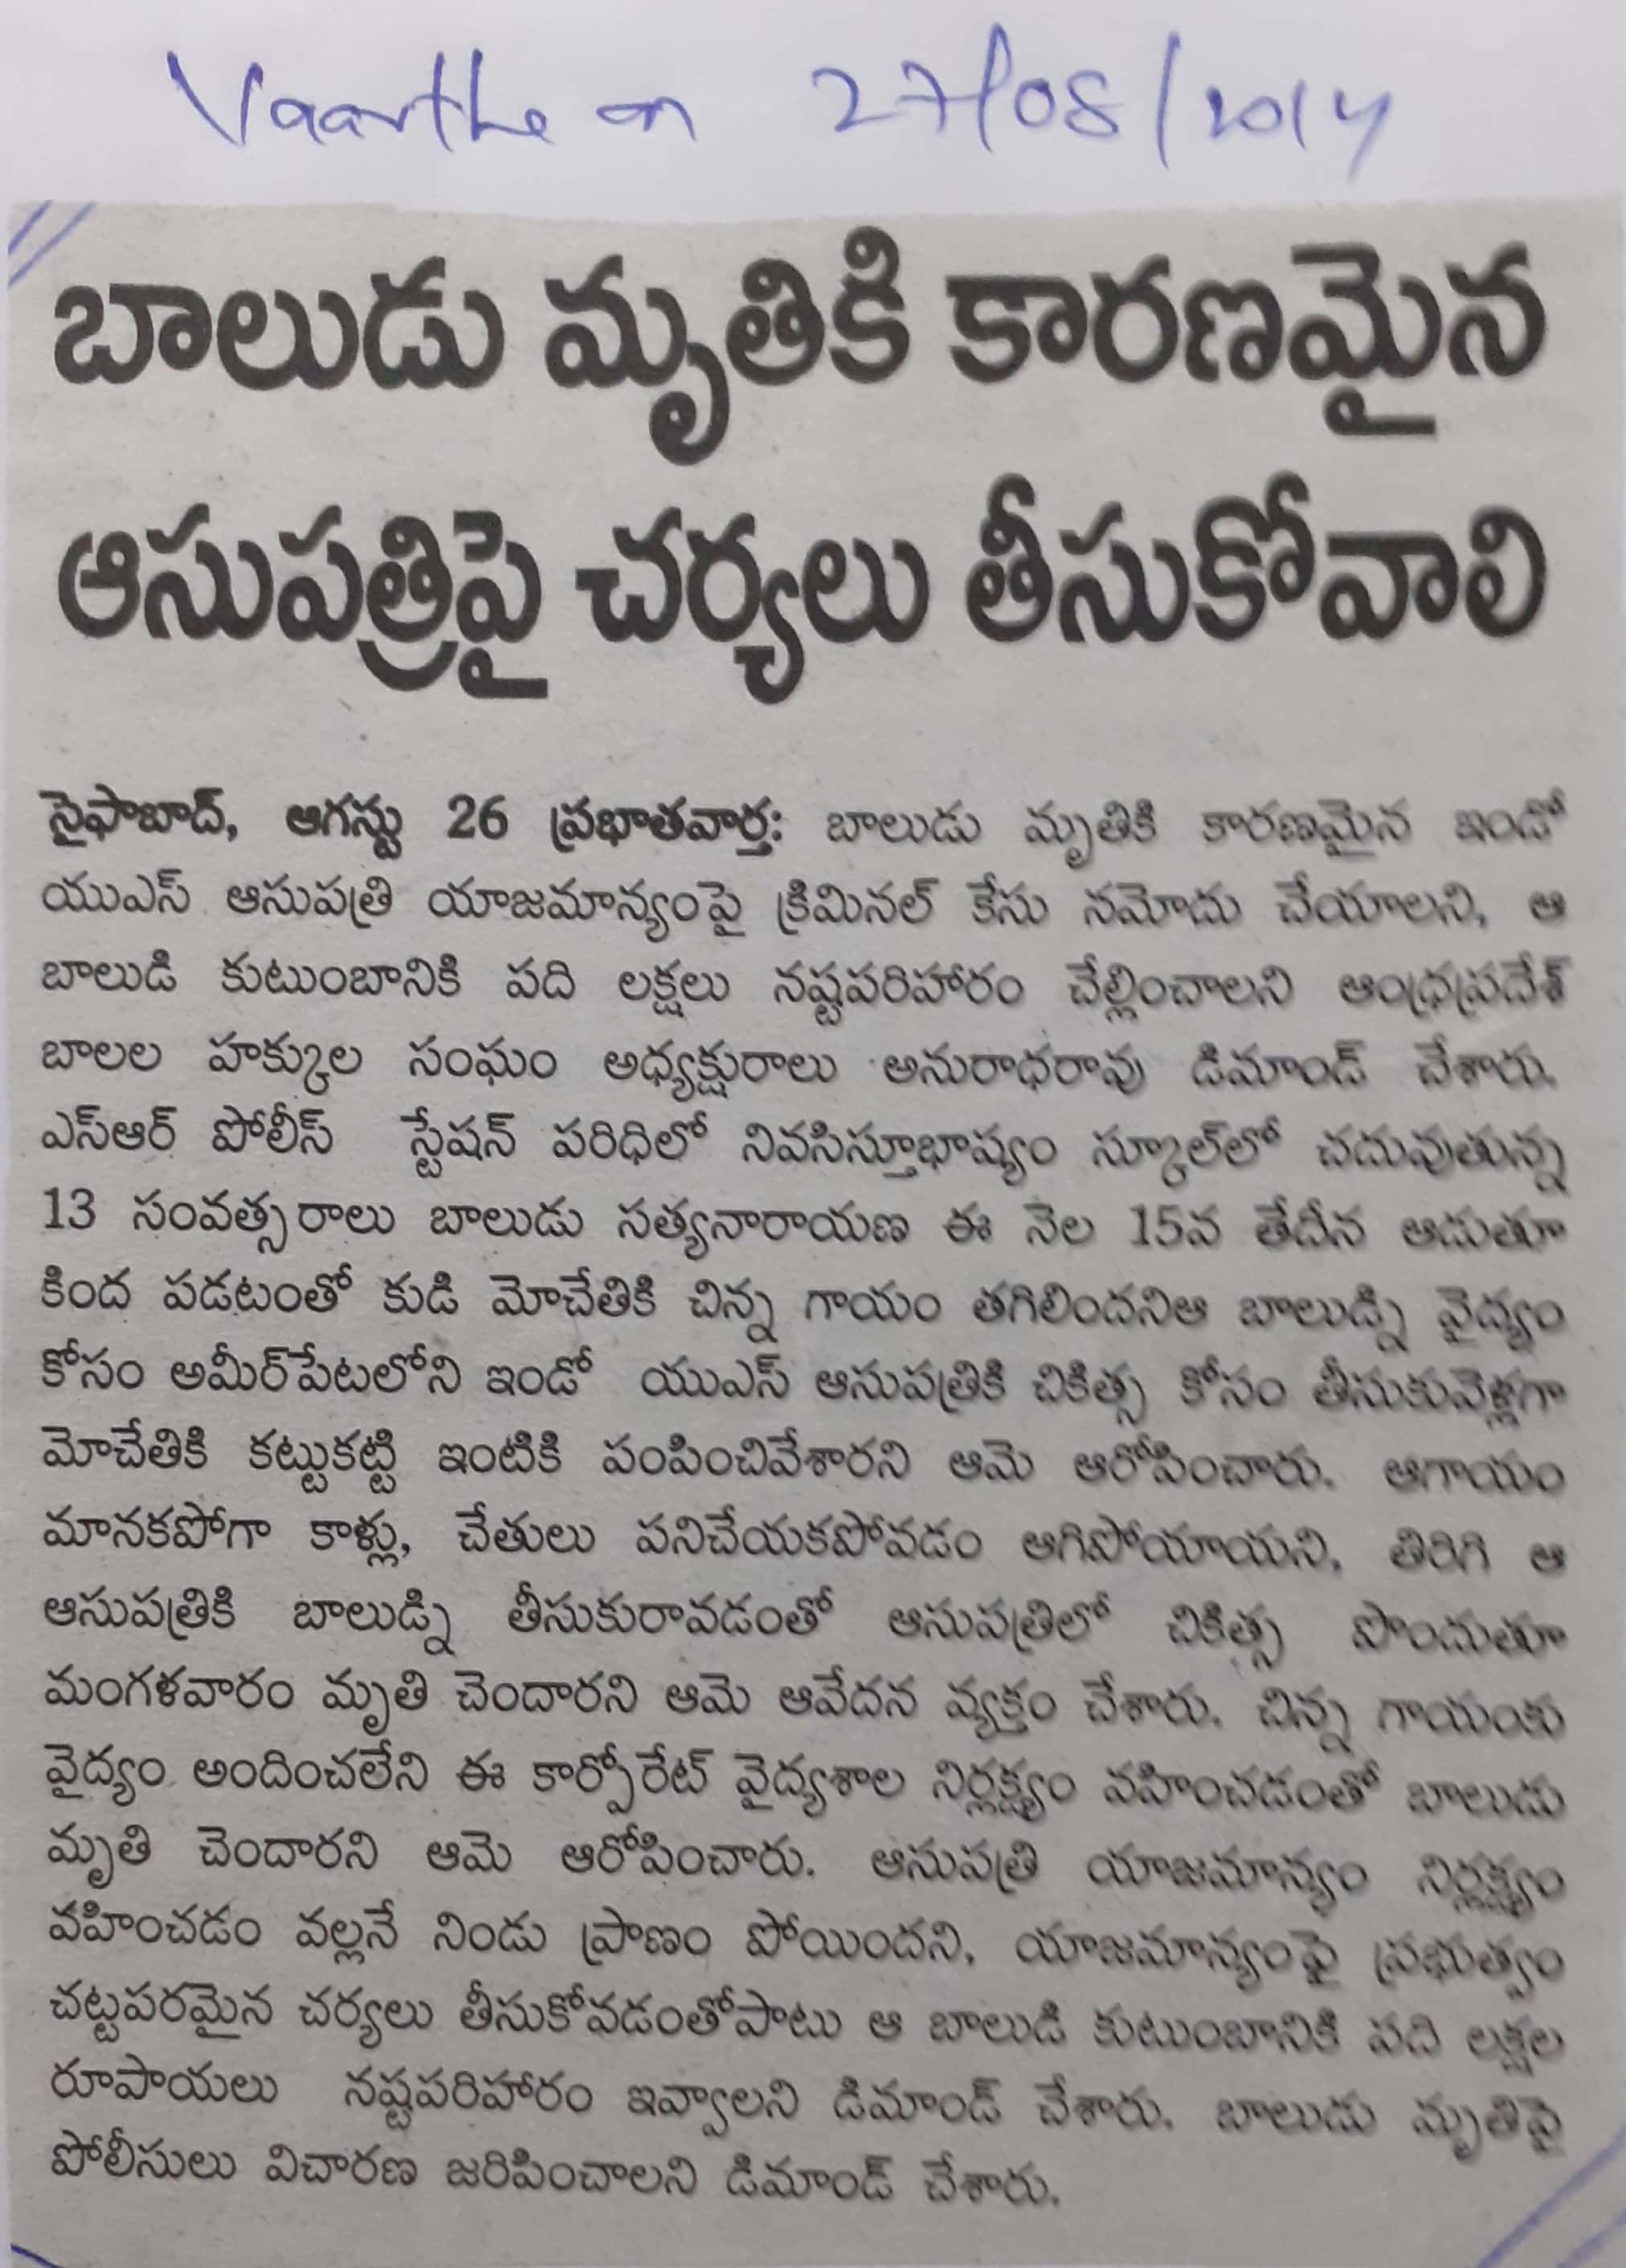 Vaartha on 27/08/2014
బాలుడు మృతికి కారణమైన
ఆసుపత్రిపై చర్యలు తీసుకోవాలి
సైఫాబాద్, ఆగస్టు 26 ప్రభాతవార్త: బాలుడు మృతికి కారణమైన ఇండో
యుఎస్ ఆసుపత్రి యాజమాన్యంపై క్రిమినల్ కేసు నమోదు చేయాలని, ఆ
బాలుడి కుటుంబానికి పది లక్షలు నష్టపరిహారం చేల్లించాలని ఆంధ్రప్రదేశ్
బాలల హక్కుల సంఘం అధ్యక్షురాలు అనురాధరావు డిమాండ్ చేశారు.
ఎస్ఆర్ పోలీస్ స్టేషన్ పరిధిలో నివసిస్తూభాష్యం స్కూల్‌లో చదువుతున్న
13 సంవత్సరాలు బాలుడు సత్యనారాయణ ఈ నెల 15వ తేదీన ఆడుతూ
కింద పడటంతో కుడి మోచేతికి చిన్న గాయం తగిలిందనిఆ బాలుడ్ని వైద్యం
కోసం అమీర్‌పేటలోని ఇండో యుఎస్ ఆసుపత్రికి చికిత్స కోసం తీసుకువెళ్లగా
మోచేతికి కట్టుకట్టి ఇంటికి పంపించివేశారని ఆమె ఆరోపించారు. ఆగాయం
మానకపోగా కాళ్లు, చేతులు పనిచేయకపోవడం ఆగిపోయాయని, తిరిగి ఆ
ఆసుపత్రికి బాలుడ్ని తీసుకురావడంతో ఆసుపత్రిలో చికిత్స పొందుతూ
మంగళవారం మృతి చెందారని ఆమె ఆవేదన వ్యక్తం చేశారు. చిన్న గాయంకు
వైద్యం అందించలేని ఈ కార్పోరేట్ వైద్యశాల నిర్లక్ష్యం వహించడంతో బాలుడు
మృతి చెందారని ఆమె ఆరోపించారు. ఆసుపత్రి యాజమాన్యం నిర్లక్ష్యం
వహించడం వల్లనే నిండు ప్రాణం పోయిందని, యాజమాన్యంపై ప్రభుత్వం
చట్టపరమైన చర్యలు తీసుకోవడంతోపాటు ఆ బాలుడి కుటుంబానికి పది లక్షల
రూపాయలు నష్టపరిహారం ఇవ్వాలని డిమాండ్ చేశారు. బాలుడు మృతిపై
పోలీసులు విచారణ జరిపించాలని డిమాండ్ చేశారు.